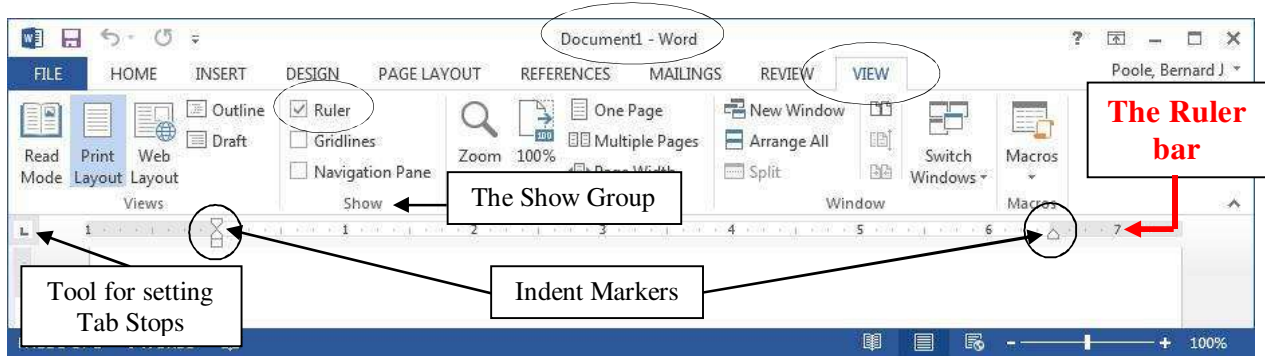 Document1 - Word
?
FILE HOME INSERT DESIGN PAGE LAYOUT REFERENCES MAILINGS REVIEW VIEW Poole, Bernard J
Read Mode
Print Layout
Web Layout
Outline
Draft
Views
Ruler
Gridlines
Navigation Pane
Show
Zoom
100
100%
One Page
Multiple Pages
Page Width
New Window
Arrange All
Split
Window
Switch Windows
Macros
Macros
The Ruler
bar
The Show Group
L 1 1 2 3 4 5 6 7
Tool for setting
Tab Stops
Indent Markers
100%